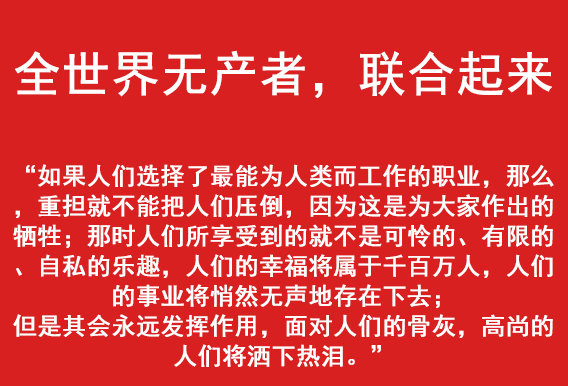 全世界无产者，联合起来
“如果人们选择了最能为人类而工作的职业，那么
，重担就不能把人们压倒，因为这是为大家作出的
牺牲；那时人们所享受到的就不是可怜的、有限的
、自私的乐趣，人们的幸福将属于千百万人，人们
的事业将悄然无声地存在下去；
但是其会永远发挥作用，面对人们的骨灰，高尚的
人们将洒下热泪。”